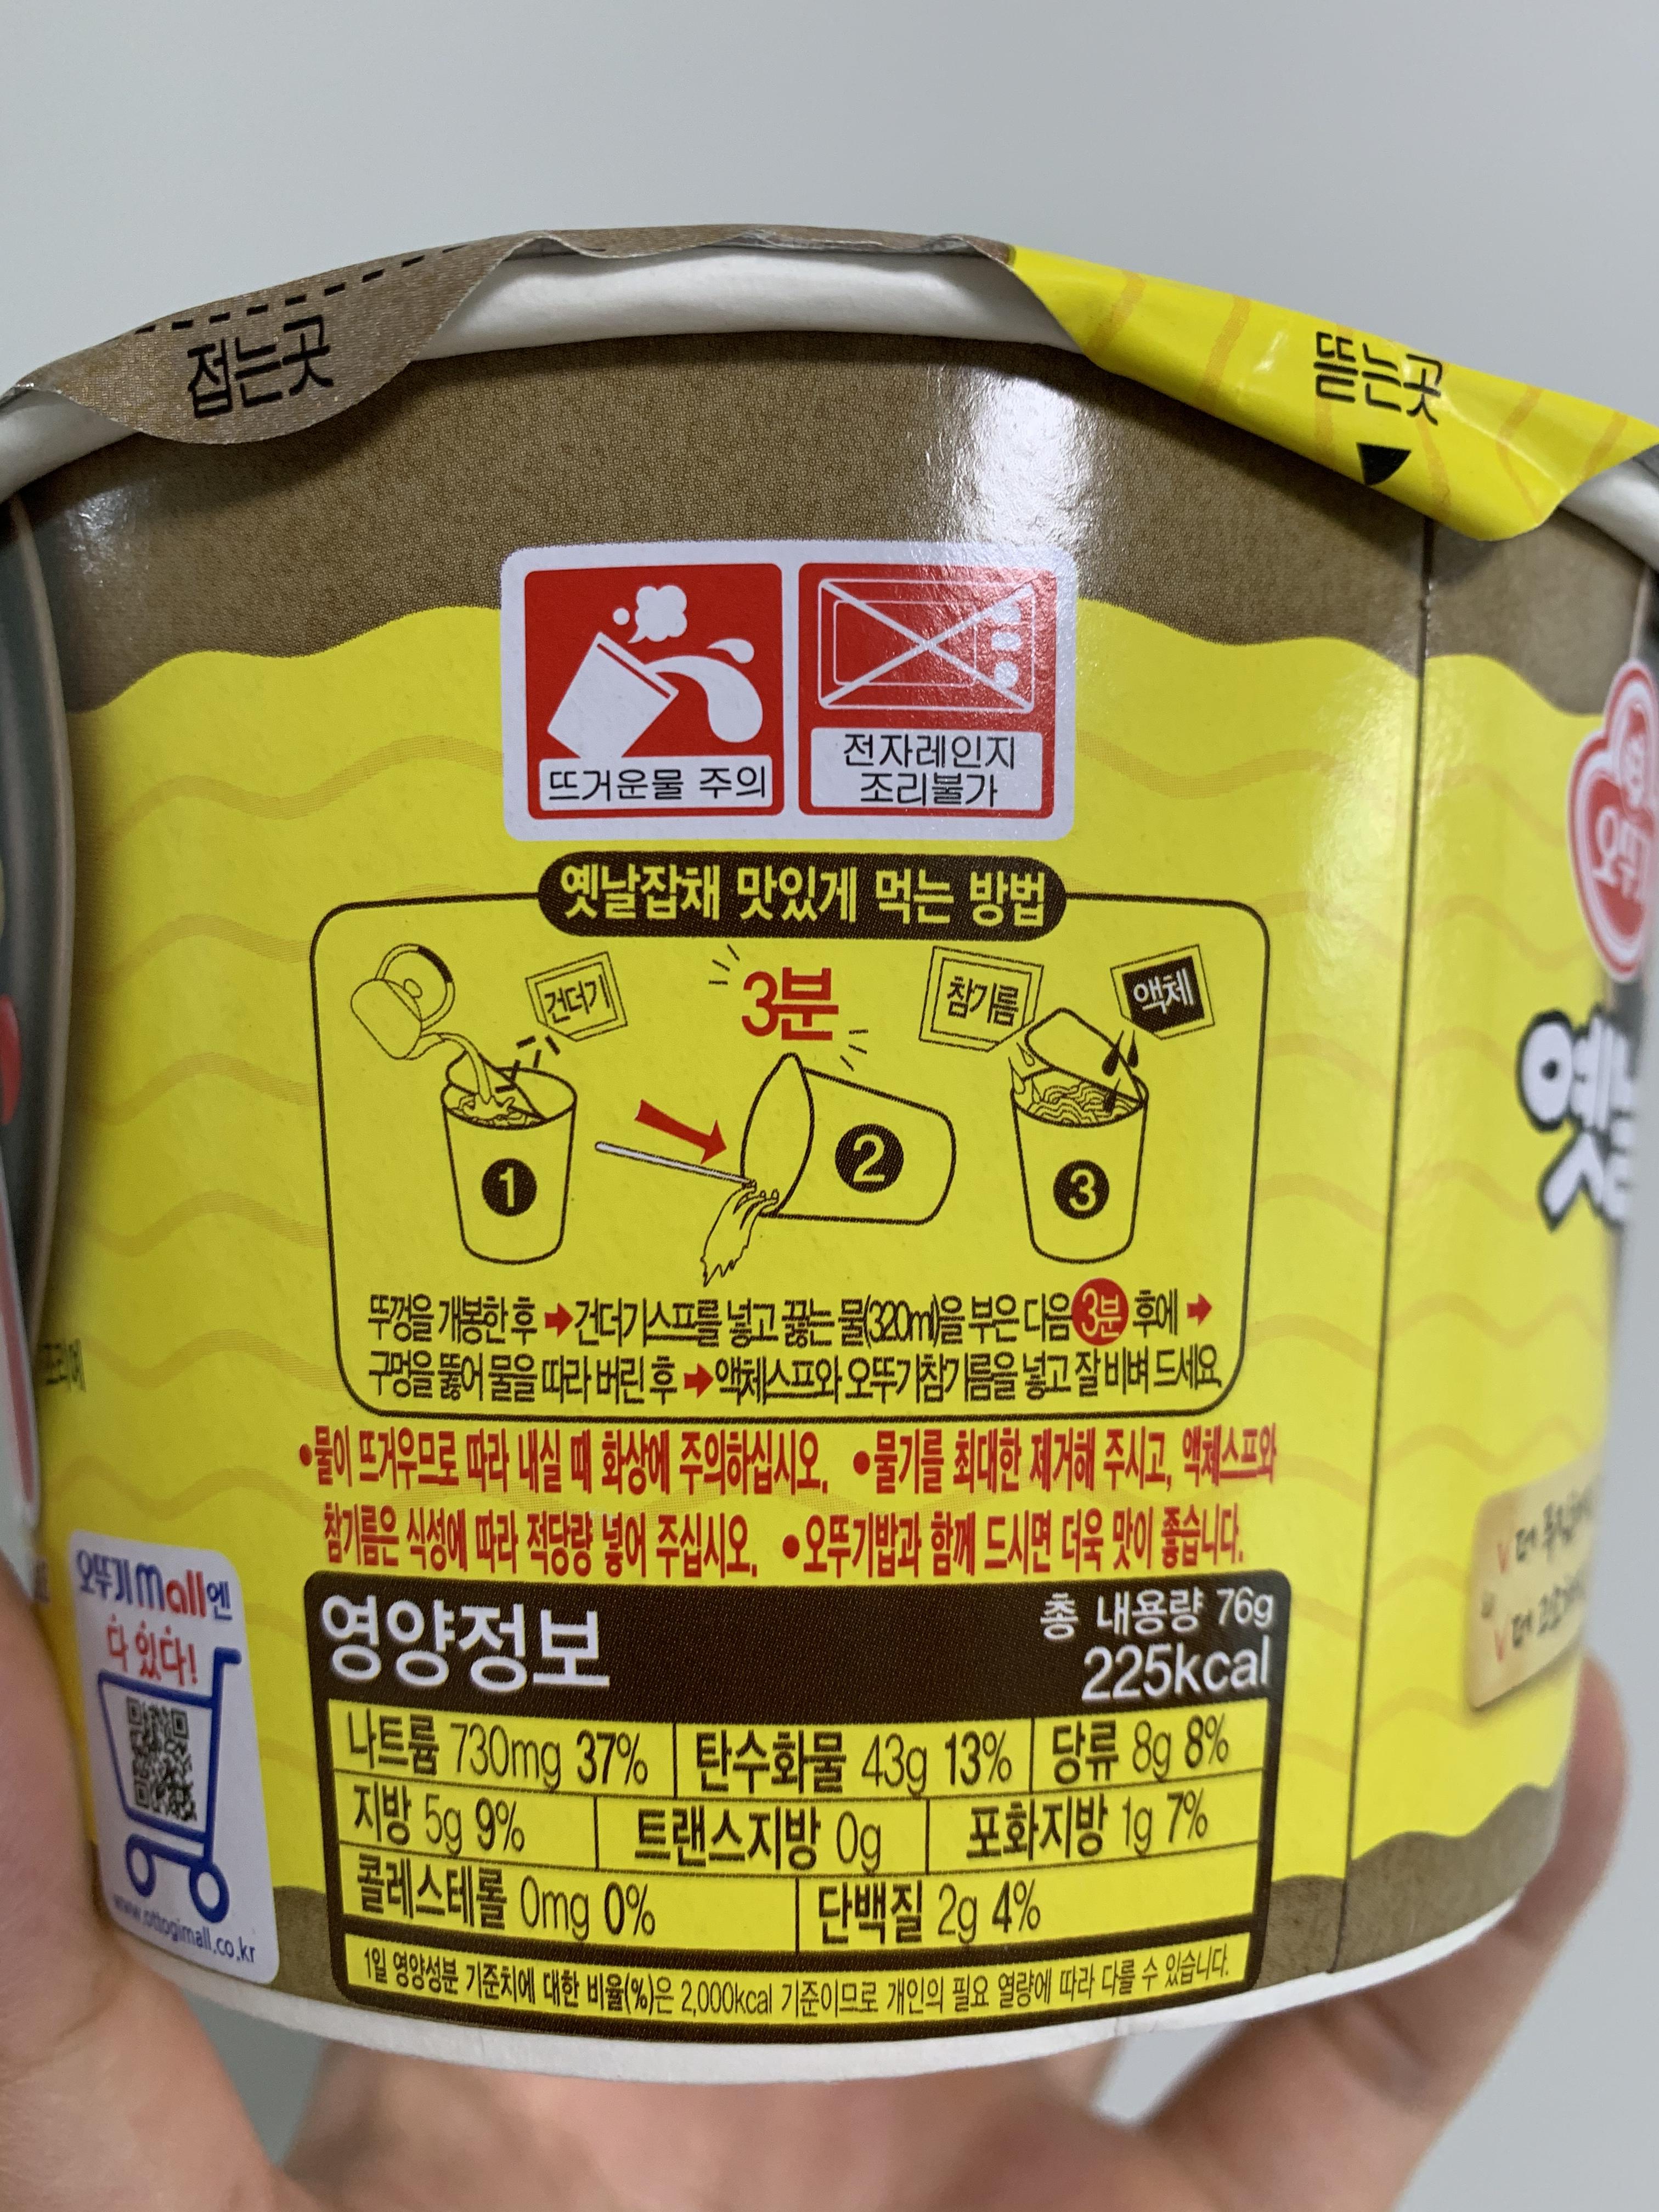 접는곳
뜯는곳
뜨거운물 주의
전자레인지
조리불가
옛날잡채 맛있게 먹는 방법
건더기
3분
참기름
액체
1
2
3
뚜껑을 개봉한 후 ➡ 건더기스프를 넣고 끓는 물(320ml)을 부은 다음 3분 후에 ➡
구멍을 뚫어 물을 따라 버린 후 ➡ 액체스프와 오뚜기참기름을 넣고 잘 비벼 드세요
•물이 뜨거우므로 따라 내실 때 화상에 주의하십시오. •물기를 최대한 제거해 주시고, 액체스프와
참기름은 식성에 따라 적당량 넣어 주십시오. •오뚜기밥과 함께 드시면 더욱 맛이 좋습니다.
오뚜기mall엔
다 있다!
www.ottogimall.co.kr
영양정보
총 내용량 76g
225kcal
나트륨 730mg 37%
탄수화물 43g 13%
당류 8g 8%
지방 5g 9%
트랜스지방 0g
포화지방 1g 7%
콜레스테롤 0mg 0%
단백질 2g 4%
1일 영양성분 기준치에 대한 비율(%)은 2,000kcal 기준이므로 개인의 필요 열량에 따라 다를 수 있습니다.